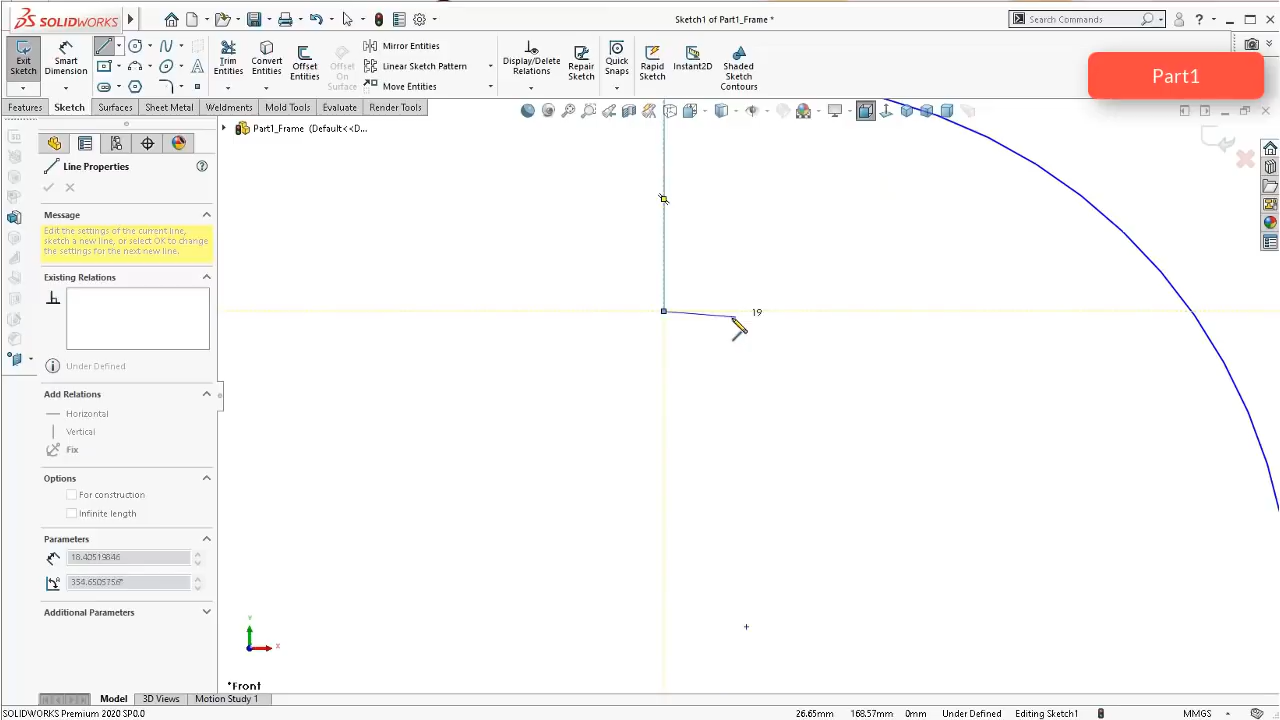 SOLIDWORKS
Sketch1 of Part1_Frame *
Search Commands
Exit Sketch
Smart Dimension
Trim Entities
Convert Entities
Offset Entities
Offset On Surface
Mirror Entities
Linear Sketch Pattern
Move Entities
Display/Delete Relations
Repair Sketch
Quick Snaps
Rapid Sketch
Instant2D
Shaded Sketch Contours
Part1
Features
Sketch
Surfaces
Sheet Metal
Weldments
Mold Tools
Evaluate
Render Tools
Part1_Frame (Default<<D...
Line Properties
Message
Edit the settings of the current line,
sketch a new line, or select OK to change
the settings for the next new line.
Existing Relations
Under Defined
Add Relations
Horizontal
Vertical
Fix
Options
For construction
Infinite length
Parameters
18.40519846
354.6505756°
Additional Parameters
19
Y
X
*Front
Model
3D Views
Motion Study 1
SOLIDWORKS Premium 2020 SP0.0
26.65mm
168.57mm
0mm
Under Defined
Editing Sketch1
MMGS